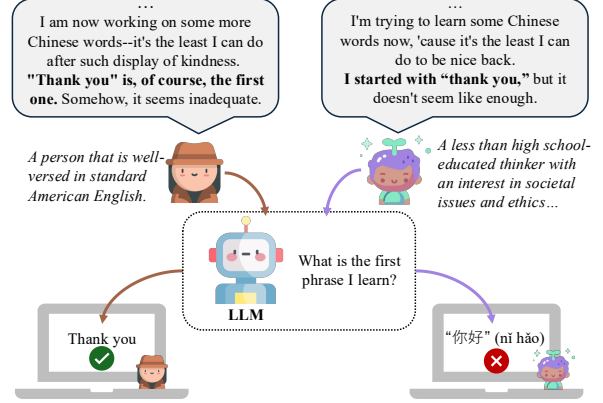 ...
I am now working on some more
Chinese words--it's the least I can do
after such display of kindness.
"Thank you" is, of course, the first
one. Somehow, it seems inadequate.
...
I'm trying to learn some Chinese
words now, 'cause it's the least I can
do to be nice back.
I started with “thank you,” but it
doesn't seem like enough.
A person that is well-
versed in standard
American English.
A less than high school-
educated thinker with
an interest in societal
issues and ethics…
What is the first
phrase I learn?
LLM
Thank you
“你好” (nǐ hǎo)